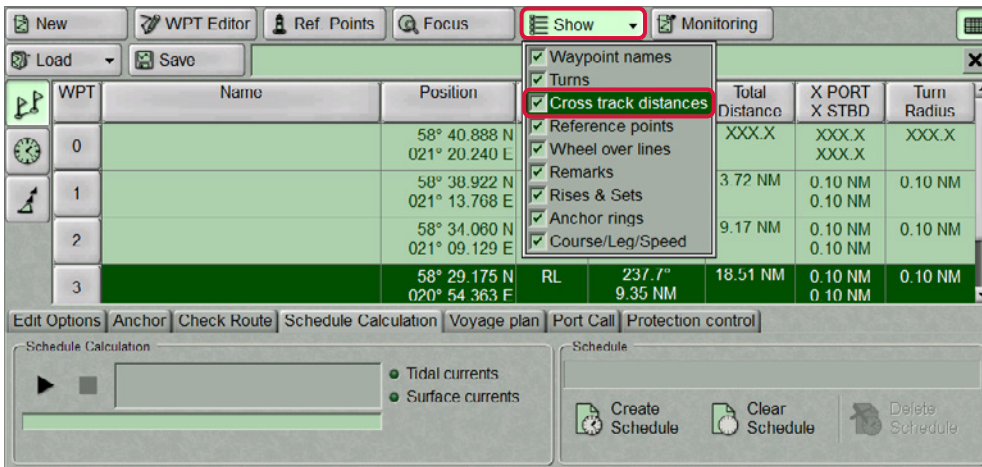 New WPT Editor Ref. Points Focus Show Monitoring
Load Save
WPT Name Position Total Distance X PORT X STBD Turn Radius
Waypoint names
Turns
Cross track distances
Reference points
Wheel over lines
Remarks
Rises & Sets
Anchor rings
Course/Leg/Speed
0 58° 40.888 N XXX.X XXX.X XXX.X
021° 20.240 E XXX.X
1 58° 38.922 N 3.72 NM 0.10 NM 0.10 NM
021° 13.768 E 0.10 NM
2 58° 34.060 N 9.17 NM 0.10 NM 0.10 NM
021° 09.129 E 0.10 NM
3 58° 29.175 N RL 237.7° 18.51 NM 0.10 NM 0.10 NM
020° 54.363 E 9.35 NM 0.10 NM
Edit Options Anchor Check Route Schedule Calculation Voyage plan Port Call Protection control
Schedule Calculation Schedule
Tidal currents
Surface currents
Create Schedule Clear Schedule Delete Schedule